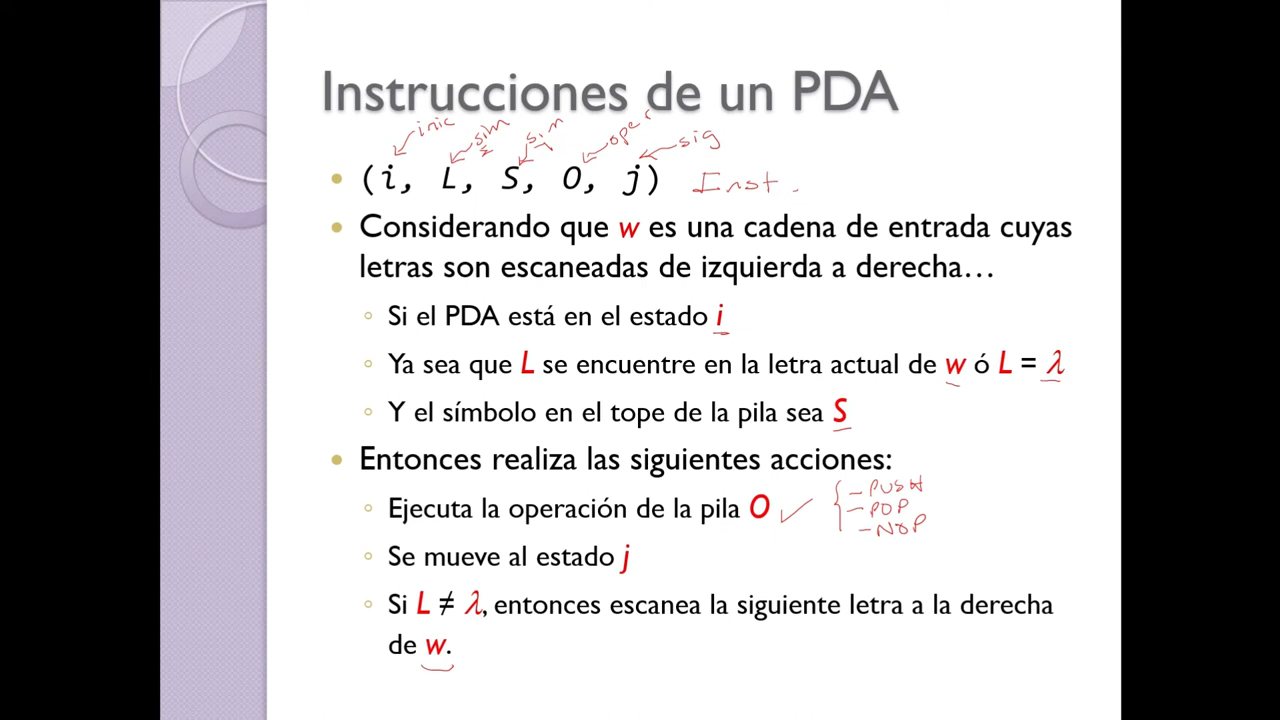 Instrucciones de un PDA
inic sim sim oper sig
Σ
(i, L, S, O, j) Inst.
Considerando que w es una cadena de entrada cuyas
letras son escaneadas de izquierda a derecha…
Si el PDA está en el estado i
Ya sea que L se encuentre en la letra actual de w ó L = λ
Y el símbolo en el tope de la pila sea S
Entonces realiza las siguientes acciones:
Ejecuta la operación de la pila O
- PUSH
- POP
- NOP
Se mueve al estado j
Si L ≠ λ, entonces escanea la siguiente letra a la derecha
de w.